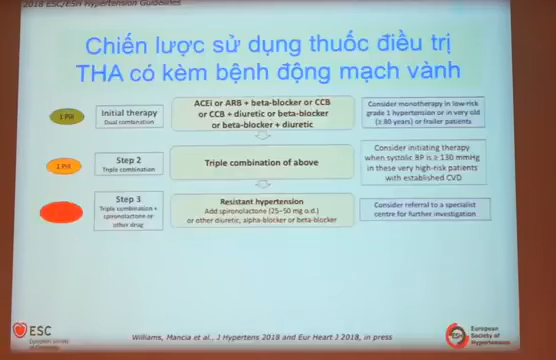 2018 ESC/ESH Hypertension Guidelines
Chiến lược sử dụng thuốc điều trị
THA có kèm bệnh động mạch vành
1 Pill
Initial therapy
Dual combination
ACEi or ARB + beta-blocker or CCB
or CCB + diuretic or beta-blocker
or beta-blocker + diuretic
Consider monotherapy in low-risk
grade 1 hypertension or in very old
(≥ 80 years) or frailer patients
1 Pill
Step 2
Triple combination
Triple combination of above
Consider initiating therapy
when systolic BP is ≥ 130 mmHg
in these very high-risk patients
with established CVD
Step 3
Triple combination +
spironolactone or
other drug
Resistant hypertension
Add spironolactone (25–50 mg o.d.)
or other diuretic, alpha-blocker or beta-blocker
Consider referral to a specialist
centre for further investigation
ESC
European Society
of Cardiology
Williams, Mancia et al., J Hypertens 2018 and Eur Heart J 2018, in press
ESH
European
Society of
Hypertension